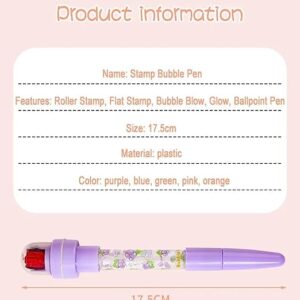 Product information
Name: Stamp Bubble Pen
Features: Roller Stamp, Flat Stamp, Bubble Blow, Glow, Ballpoint Pen
Size: 17.5cm
Material: plastic
Color: purple, blue, green, pink, orange
17.5CM